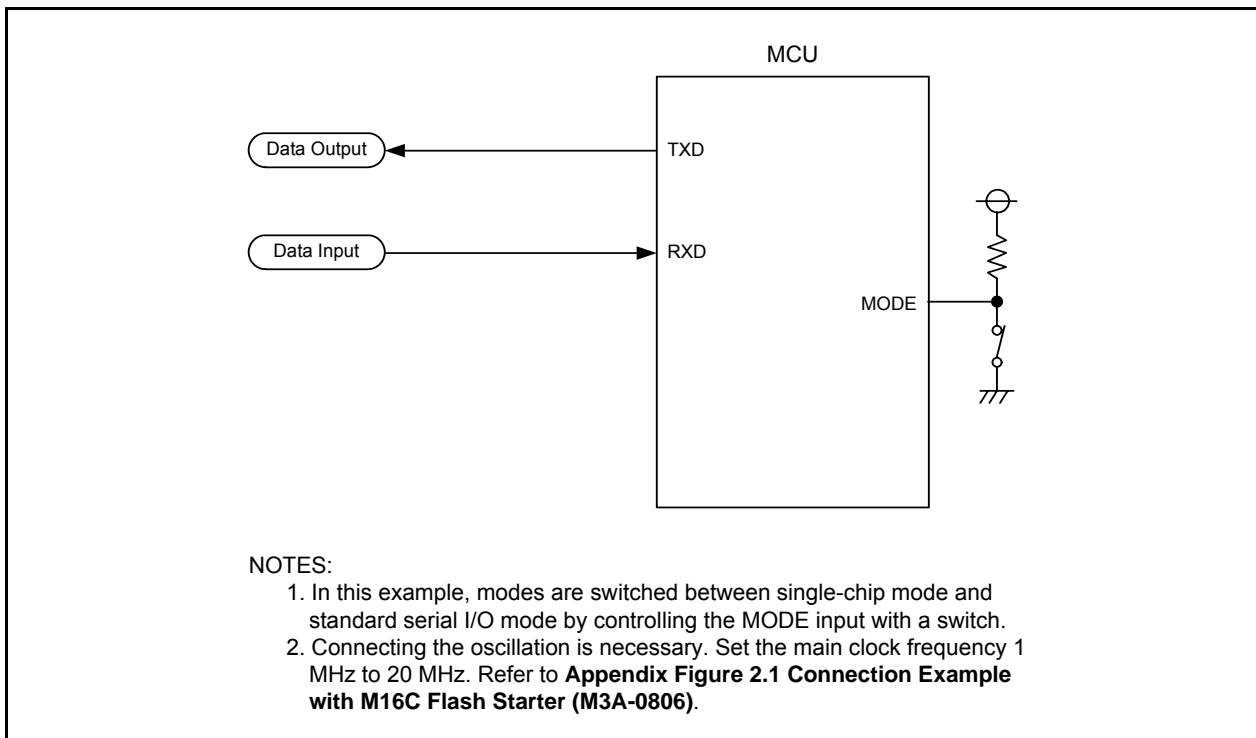 MCU
Data Output
TXD
Data Input
RXD
MODE
NOTES:
1. In this example, modes are switched between single-chip mode and
standard serial I/O mode by controlling the MODE input with a switch.
2. Connecting the oscillation is necessary. Set the main clock frequency 1
MHz to 20 MHz. Refer to Appendix Figure 2.1 Connection Example
with M16C Flash Starter (M3A-0806).